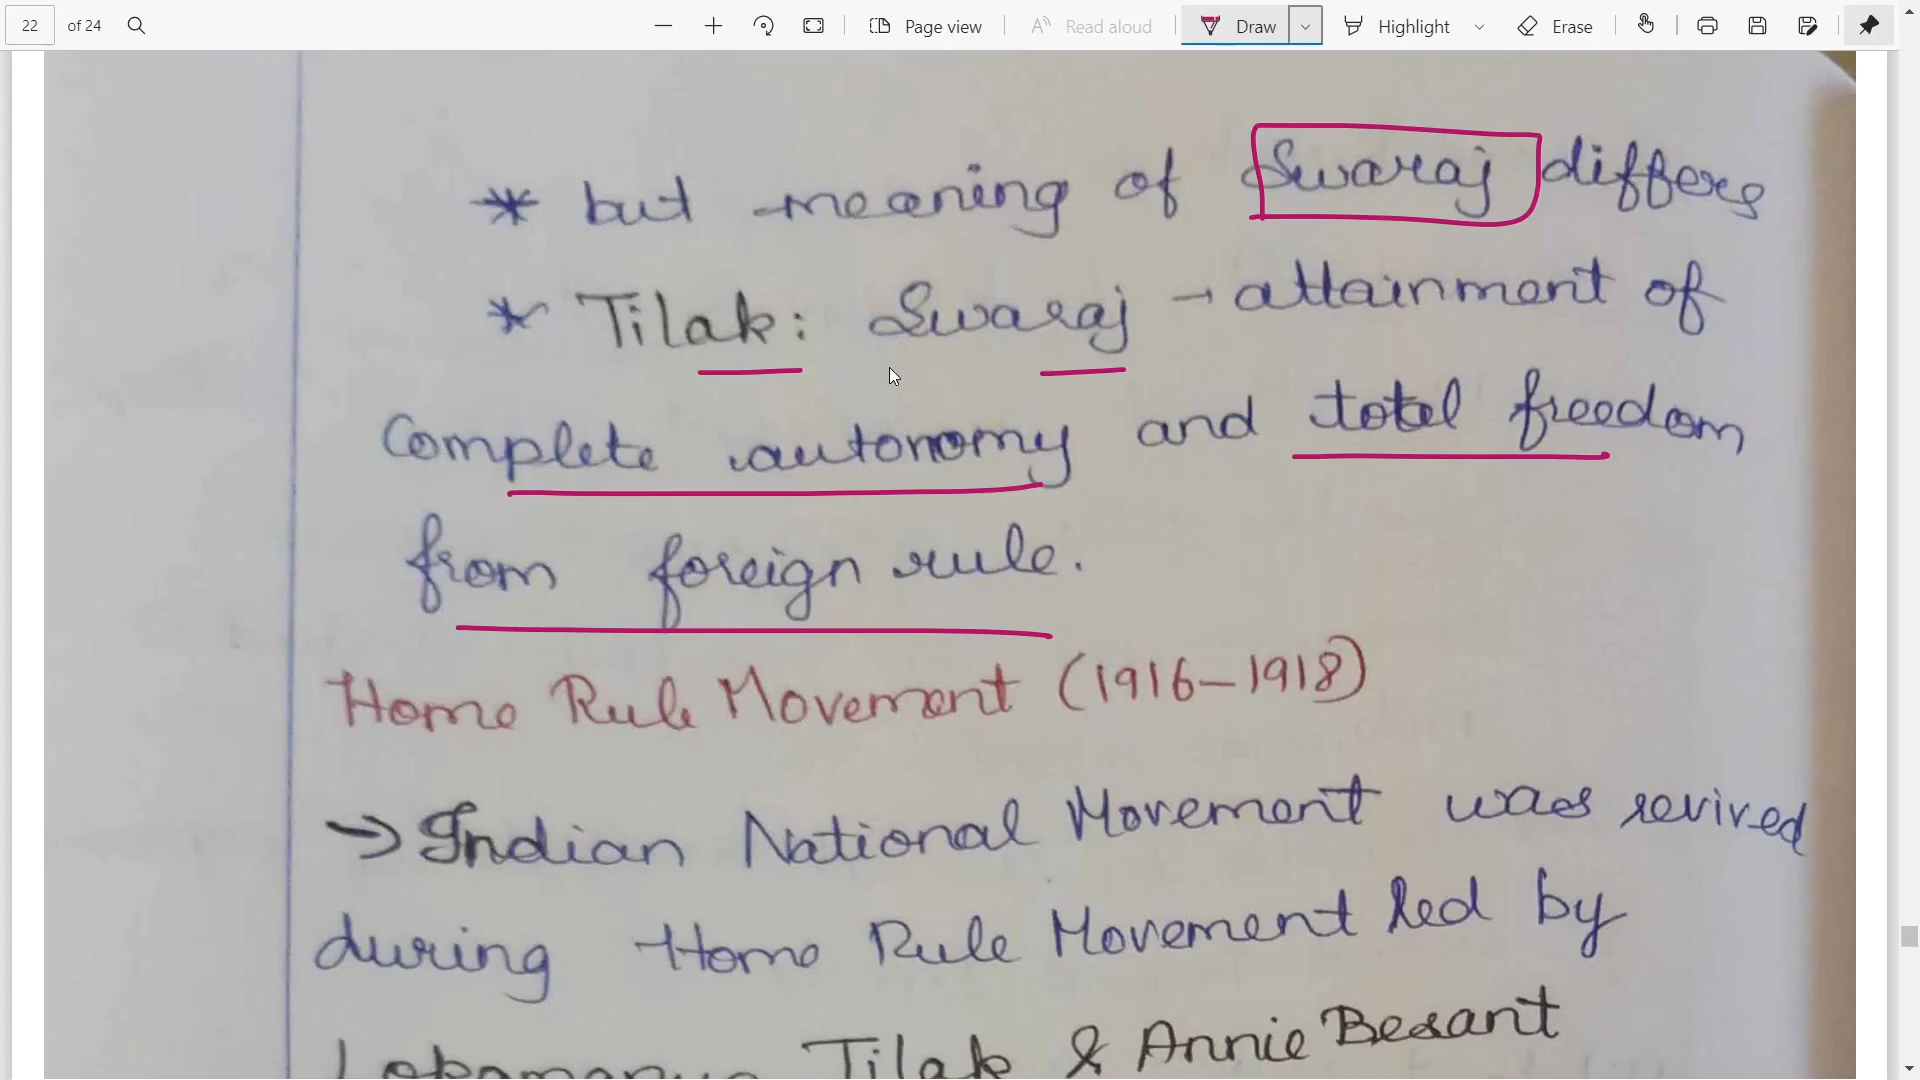 22 of 24 Page view Read aloud Draw Highlight Erase
* but meaning of Swaraj differs
* Tilak: Swaraj → attainment of
Complete autonomy and total freedom
from foreign rule.
Home Rule Movement (1916-1918)
→ Indian National Movement was revived
during Home Rule Movement led by
Lokamanya Tilak & Annie Besant